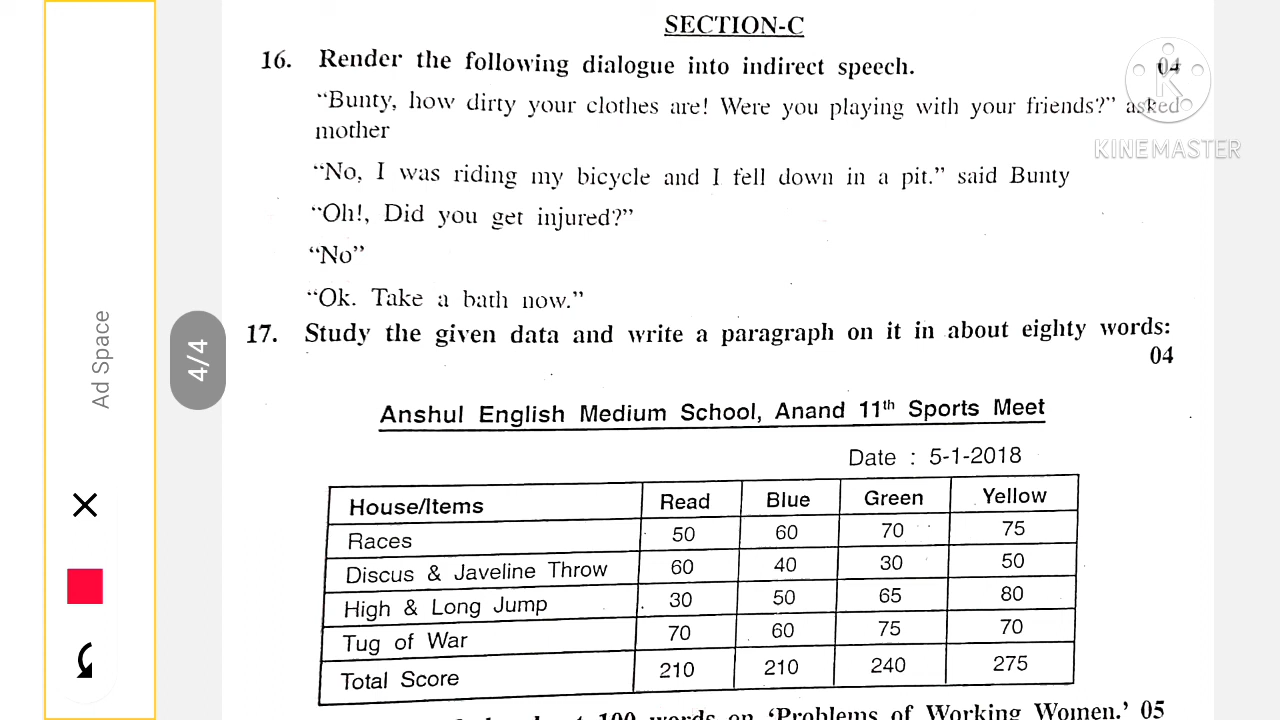 SECTION-C
16. Render the following dialogue into indirect speech. 04
“Bunty, how dirty your clothes are! Were you playing with your friends?” asked
mother
“No, I was riding my bicycle and I fell down in a pit.” said Bunty
“Oh!, Did you get injured?”
“No”
“Ok. Take a bath now.”
17. Study the given data and write a paragraph on it in about eighty words:
04
Anshul English Medium School, Anand 11th Sports Meet
Date : 5-1-2018
House/Items Read Blue Green Yellow
Races 50 60 70 75
Discus & Javeline Throw 60 40 30 50
High & Long Jump 30 50 65 80
Tug of War 70 60 75 70
Total Score 210 210 240 275
100 words on ‘Problems of Working Women.’ 05
Ad Space
4/4
K
KINEMASTER